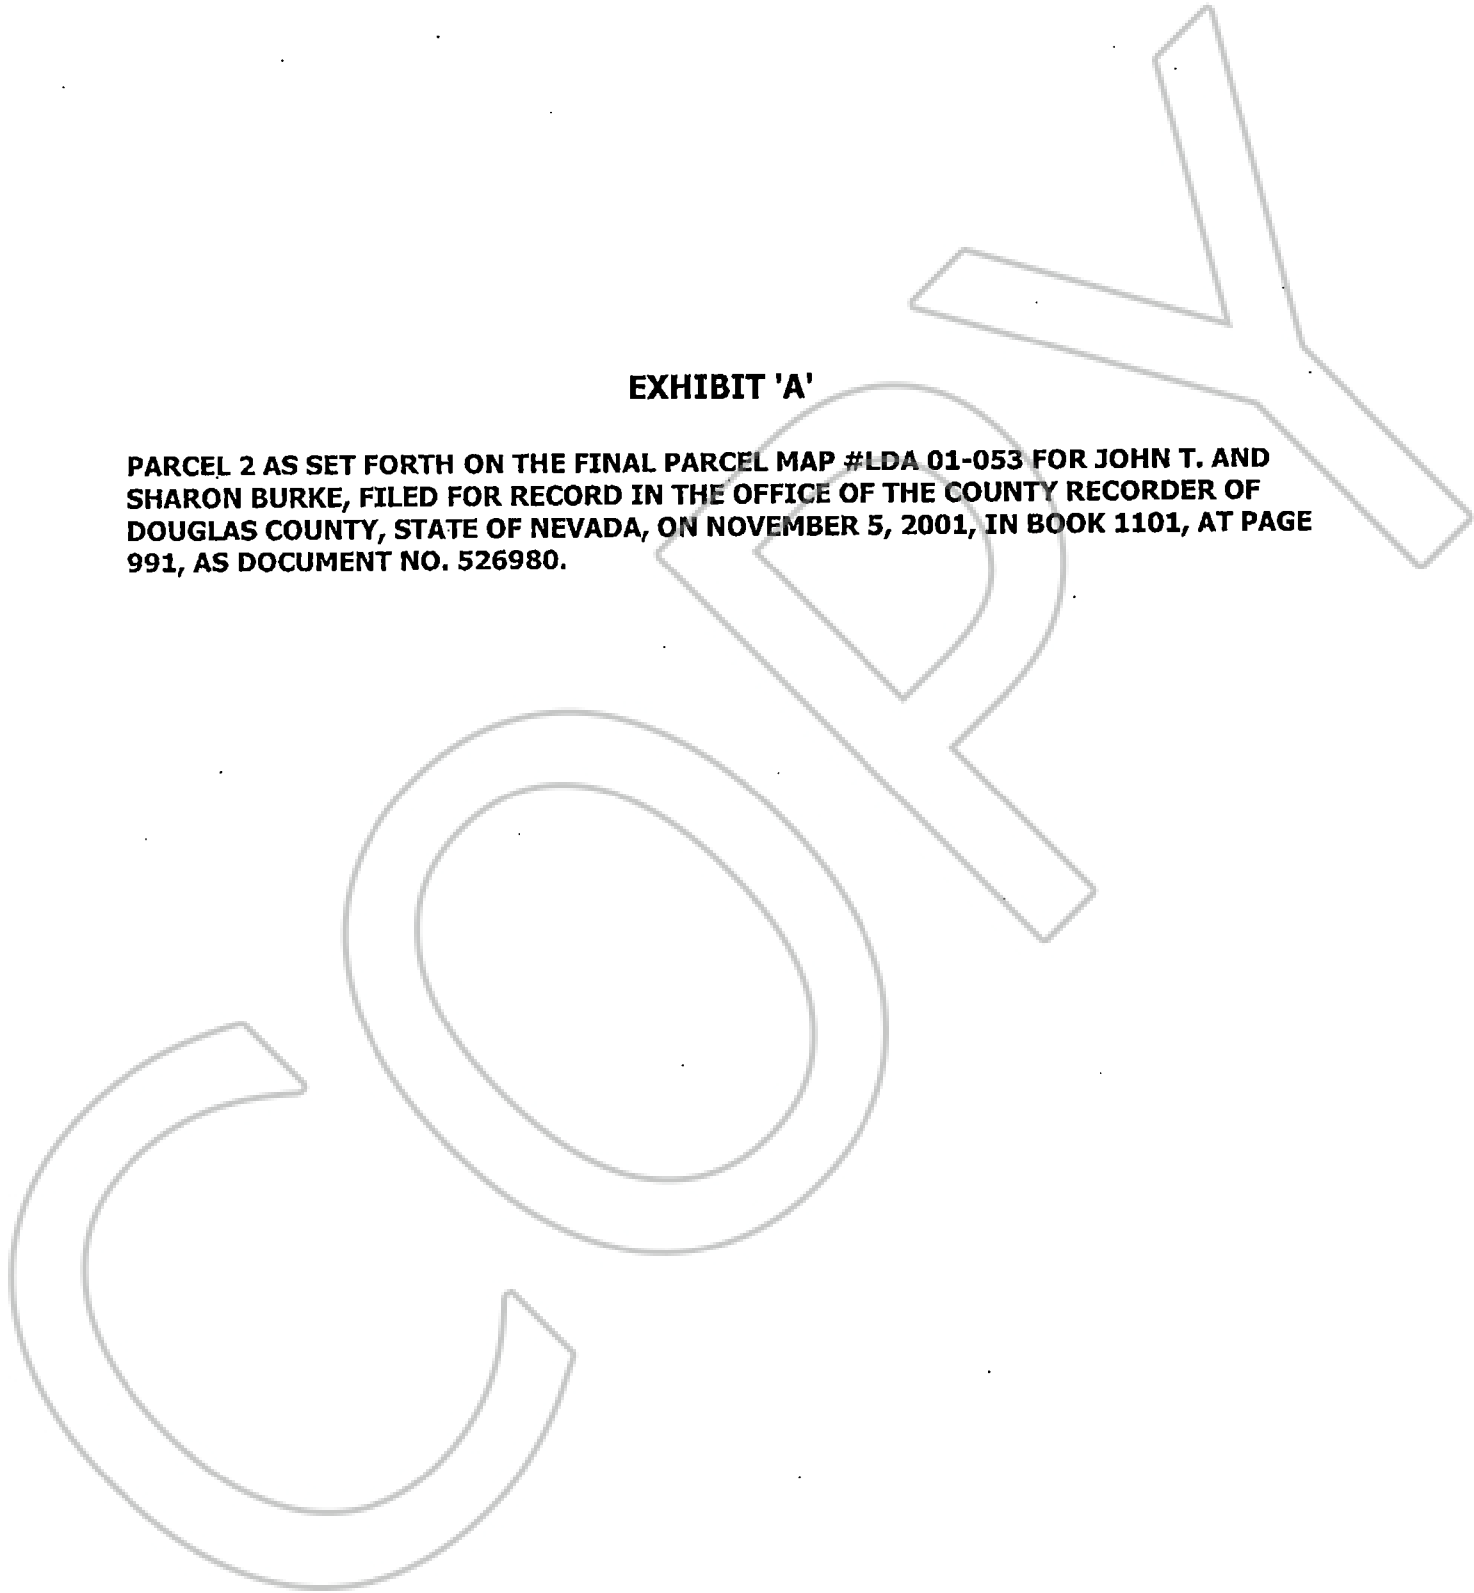 EXHIBIT 'A'
PARCEL 2 AS SET FORTH ON THE FINAL PARCEL MAP #LDA 01-053 FOR JOHN T. AND
SHARON BURKE, FILED FOR RECORD IN THE OFFICE OF THE COUNTY RECORDER OF
DOUGLAS COUNTY, STATE OF NEVADA, ON NOVEMBER 5, 2001, IN BOOK 1101, AT PAGE
991, AS DOCUMENT NO. 526980.
COPY